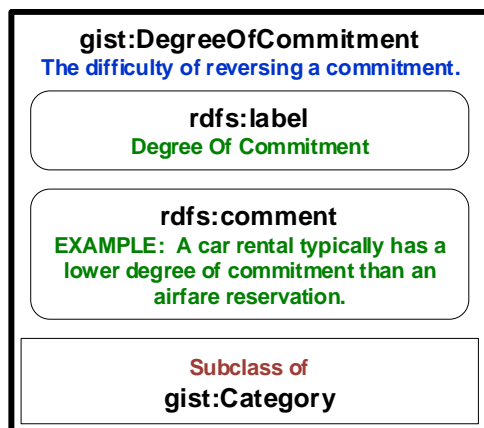 gist:DegreeOfCommitment
The difficulty of reversing a commitment.
rdfs:label
Degree Of Commitment
rdfs:comment
EXAMPLE:  A car rental typically has a
lower degree of commitment than an
airfare reservation.
Subclass of
gist:Category